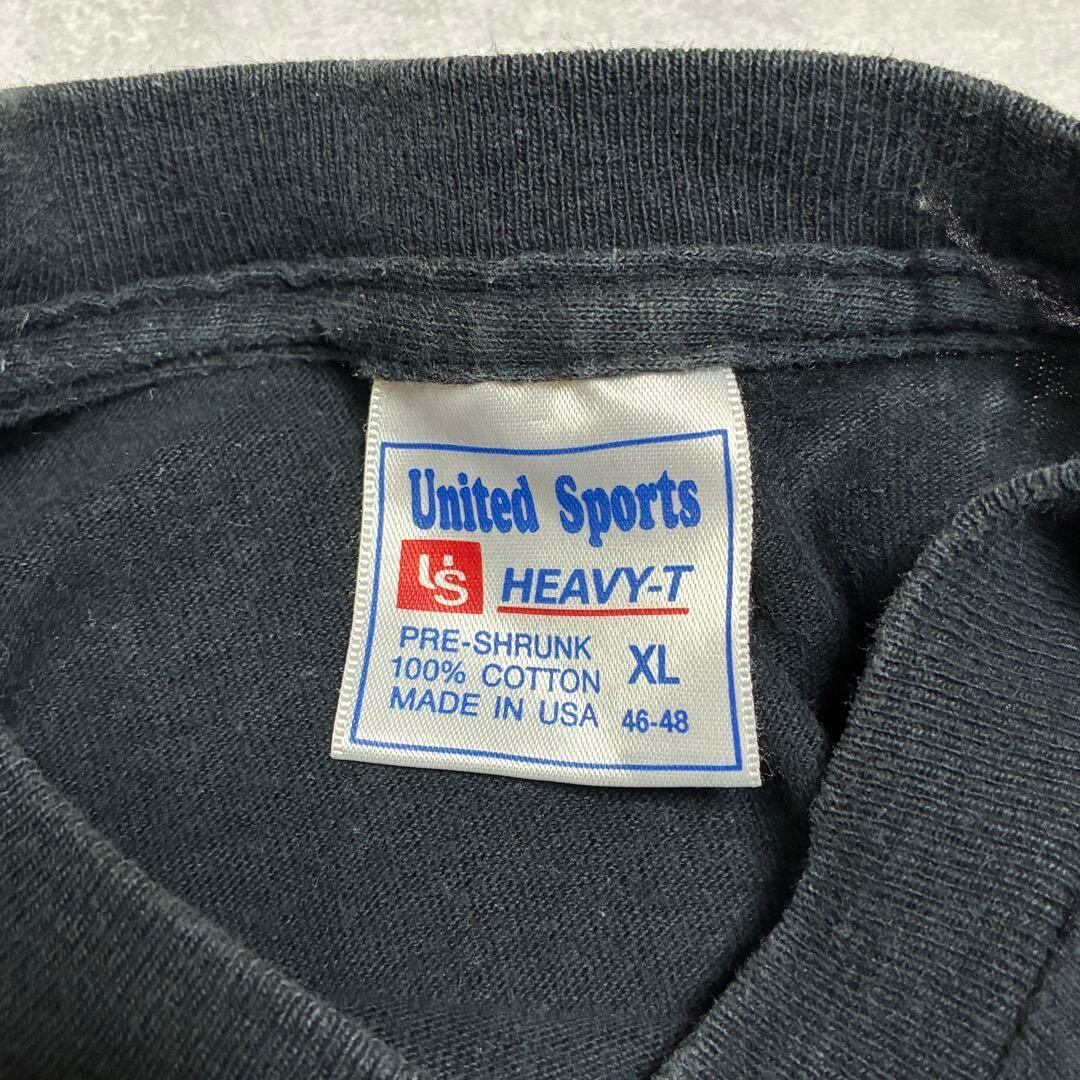 United Sports
US HEAVY-T
PRE-SHRUNK
100% COTTON XL
MADE IN USA 46-48